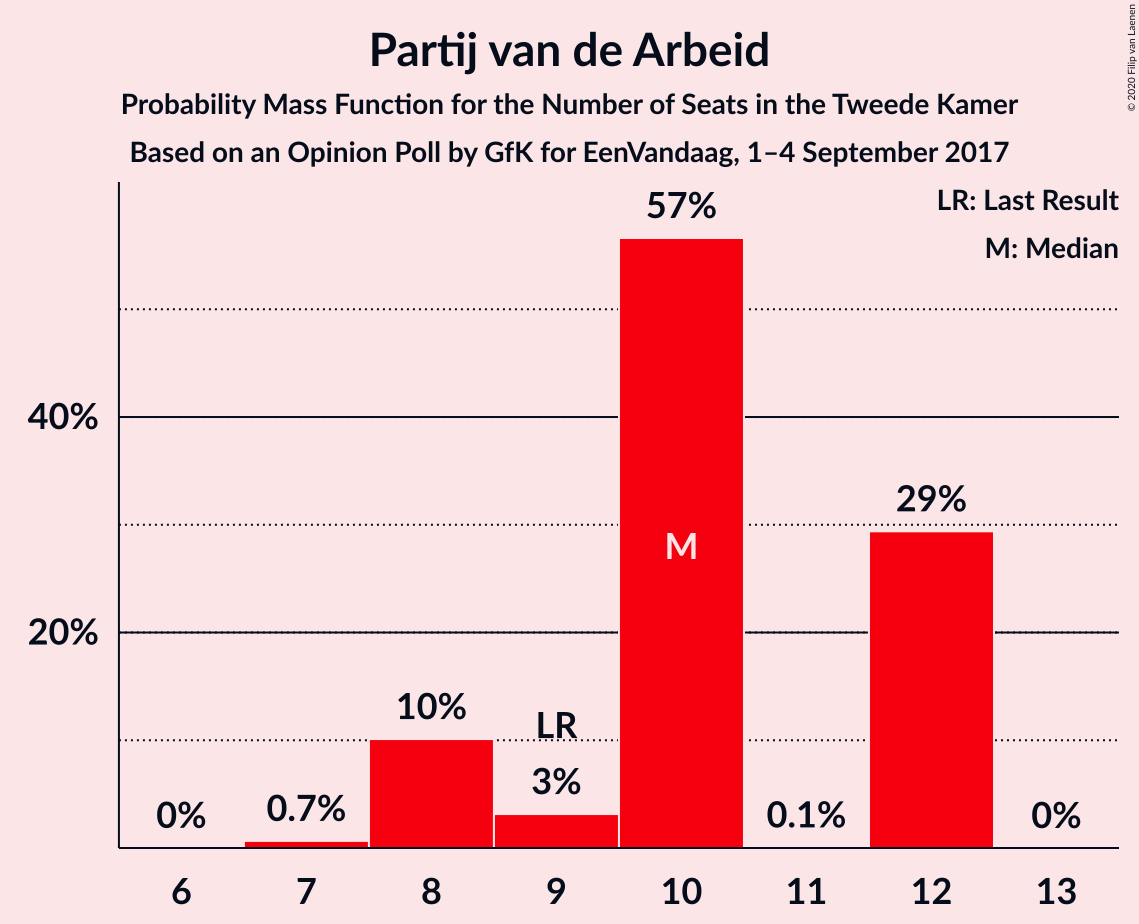 Partij van de Arbeid
Probability Mass Function for the Number of Seats in the Tweede Kamer
Based on an Opinion Poll by GfK for EenVandaag, 1–4 September 2017
© 2020 Filip van Laenen
LR: Last Result
M: Median
57%
40%
29%
M
20%
10%
LR
3%
0%
0.7%
0.1%
0%
6 7 8 9 10 11 12 13